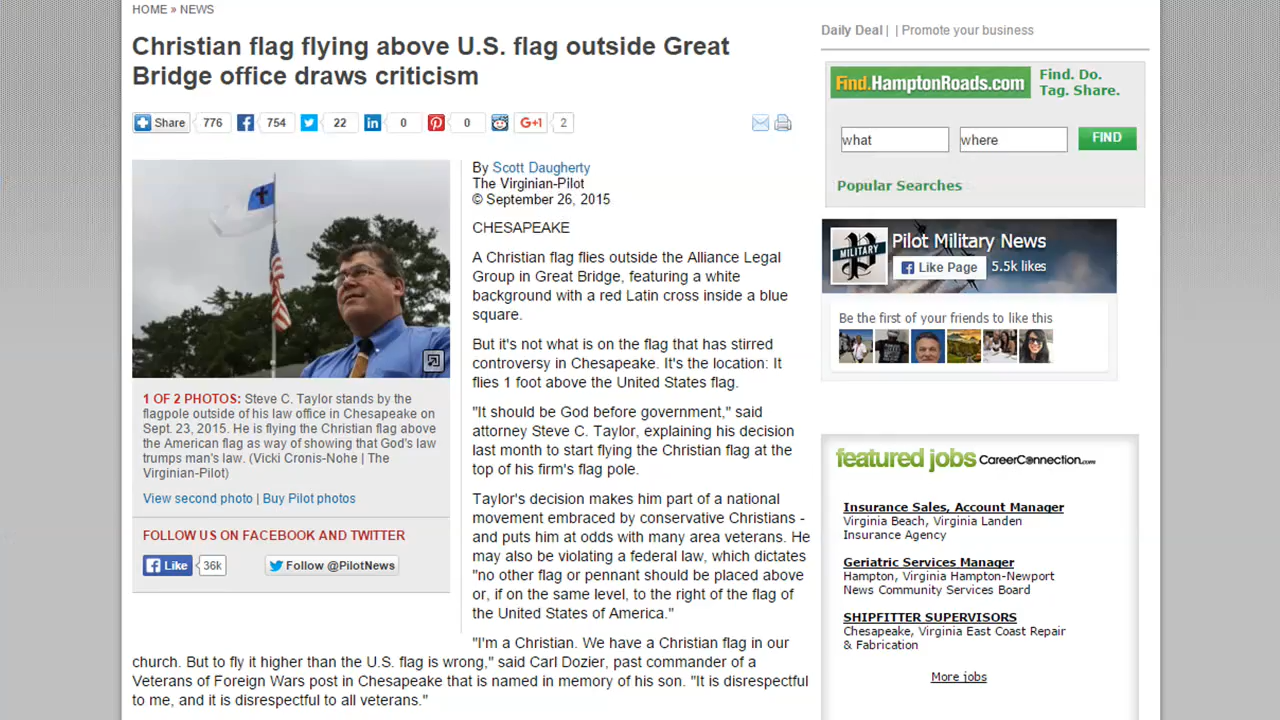 HOME » NEWS
Christian flag flying above U.S. flag outside Great
Bridge office draws criticism
Share 776 754 22 0 0 G+1 2
1 OF 2 PHOTOS: Steve C. Taylor stands by the
flagpole outside of his law office in Chesapeake on
Sept. 23, 2015. He is flying the Christian flag above
the American flag as way of showing that God's law
trumps man's law. (Vicki Cronis-Nohe | The
Virginian-Pilot)
View second photo | Buy Pilot photos
FOLLOW US ON FACEBOOK AND TWITTER
Like 36k Follow @PilotNews
By Scott Daugherty
The Virginian-Pilot
© September 26, 2015
CHESAPEAKE
A Christian flag flies outside the Alliance Legal
Group in Great Bridge, featuring a white
background with a red Latin cross inside a blue
square.
But it's not what is on the flag that has stirred
controversy in Chesapeake. It's the location: It
flies 1 foot above the United States flag.
"It should be God before government," said
attorney Steve C. Taylor, explaining his decision
last month to start flying the Christian flag at the
top of his firm's flag pole.
Taylor's decision makes him part of a national
movement embraced by conservative Christians -
and puts him at odds with many area veterans. He
may also be violating a federal law, which dictates
"no other flag or pennant should be placed above
or, if on the same level, to the right of the flag of
the United States of America."
"I'm a Christian. We have a Christian flag in our
church. But to fly it higher than the U.S. flag is wrong," said Carl Dozier, past commander of a
Veterans of Foreign Wars post in Chesapeake that is named in memory of his son. "It is disrespectful
to me, and it is disrespectful to all veterans."
Daily Deal | | Promote your business
Find.HamptonRoads.com
Find. Do.
Tag. Share.
what where FIND
Popular Searches
MILITARY
Pilot Military News
Like Page 5.5k likes
Be the first of your friends to like this
featured jobs CareerConnection.com
Insurance Sales, Account Manager
Virginia Beach, Virginia Landen
Insurance Agency
Geriatric Services Manager
Hampton, Virginia Hampton-Newport
News Community Services Board
SHIPFITTER SUPERVISORS
Chesapeake, Virginia East Coast Repair
& Fabrication
More jobs